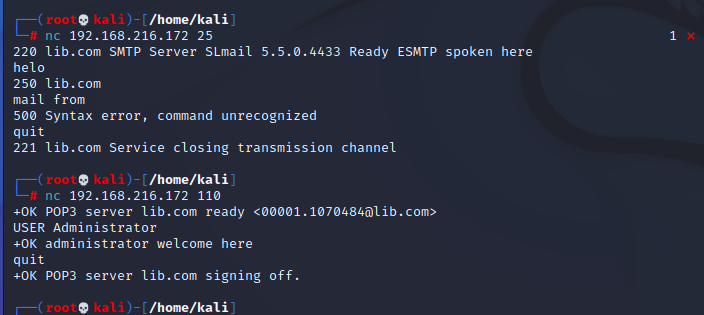 ┌──(root💀kali)-[/home/kali]
└─# nc 192.168.216.172 25 1 ⨯
220 lib.com SMTP Server SLmail 5.5.0.4433 Ready ESMTP spoken here
helo
250 lib.com
mail from
500 Syntax error, command unrecognized
quit
221 lib.com Service closing transmission channel
┌──(root💀kali)-[/home/kali]
└─# nc 192.168.216.172 110
+OK POP3 server lib.com ready <00001.1070484@lib.com>
USER Administrator
+OK administrator welcome here
quit
+OK POP3 server lib.com signing off.
┌──(root💀kali)-[/home/kali]